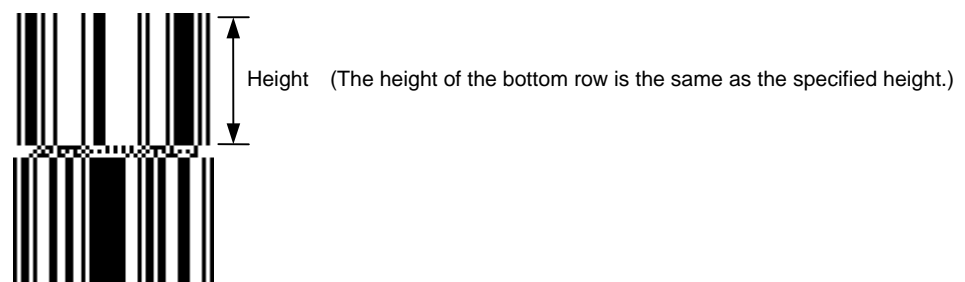 Height (The height of the bottom row is the same as the specified height.)